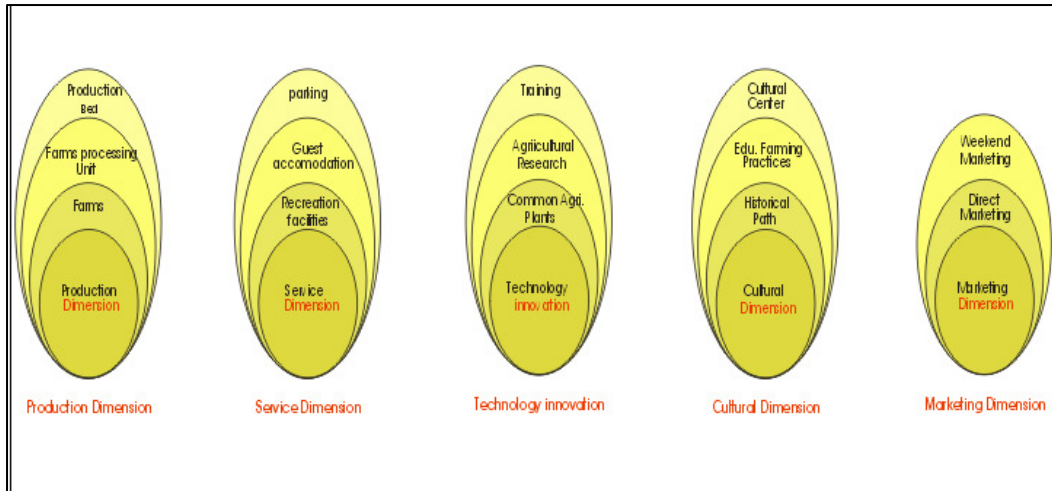 Production
Bed
Farms processing
Unit
Farms
Production
Dimension
Production Dimension
parking
Guest
accomodation
Recreation
facilities
Service
Dimension
Service Dimension
Training
Agriicultural
Research
Common Agri.
Plants
Technology
innovation
Technology innovation
Cultural
Center
Edu. Farming
Practices
Historical
Path
Cultural
Dimension
Cultural Dimension
Weekend
Marketing
Direct
Marketing
Marketing
Dimension
Marketing Dimension